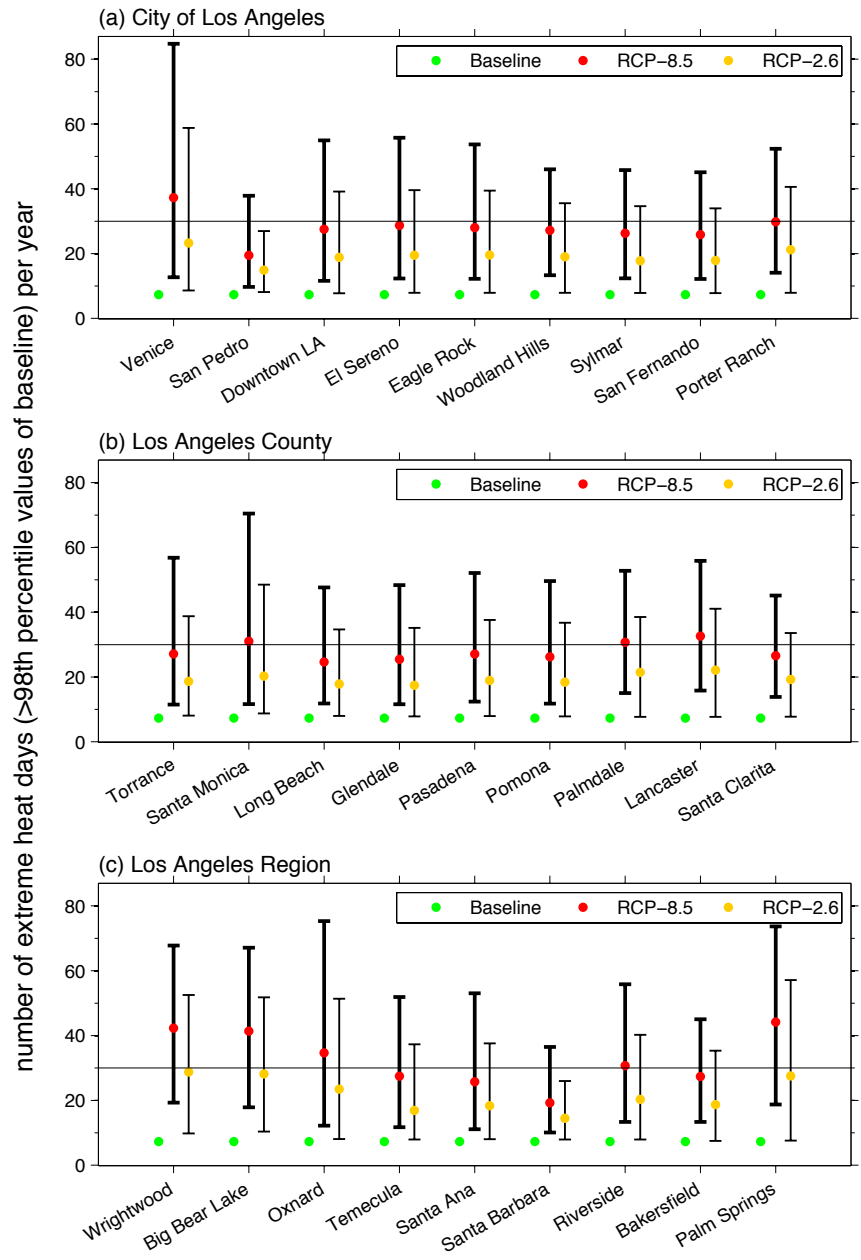 number of extreme heat days (>98th percentile values of baseline) per year
(a) City of Los Angeles
Baseline RCP−8.5 RCP−2.6
80
60
40
20
0
Venice San Pedro Downtown LA El Sereno Eagle Rock Woodland Hills Sylmar San Fernando Porter Ranch
(b) Los Angeles County
Baseline RCP−8.5 RCP−2.6
80
60
40
20
0
Torrance Santa Monica Long Beach Glendale Pasadena Pomona Palmdale Lancaster Santa Clarita
(c) Los Angeles Region
Baseline RCP−8.5 RCP−2.6
80
60
40
20
0
Wrightwood Big Bear Lake Oxnard Temecula Santa Ana Santa Barbara Riverside Bakersfield Palm Springs